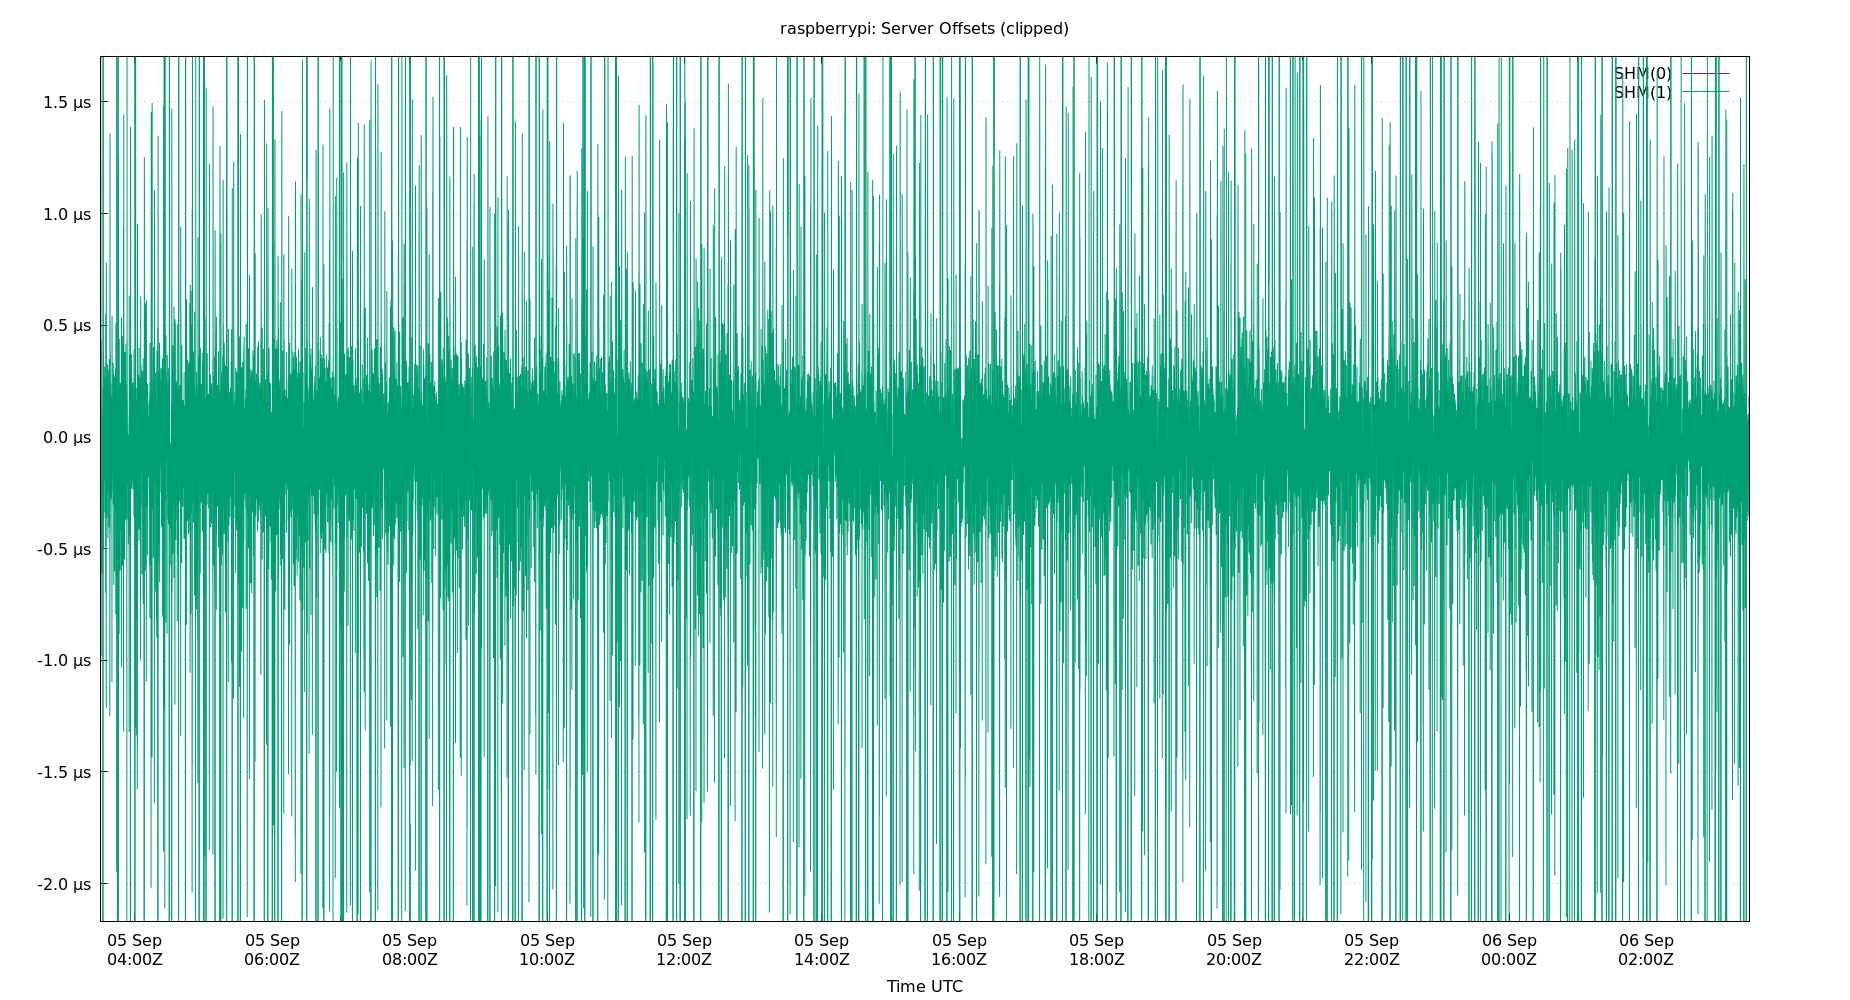 raspberrypi: Server Offsets (clipped)
SHM(0)
SHM(1)
1.5 μs
1.0 μs
0.5 μs
0.0 μs
-0.5 μs
-1.0 μs
-1.5 μs
-2.0 μs
05 Sep 05 Sep 05 Sep 05 Sep 05 Sep 05 Sep 05 Sep 05 Sep 05 Sep 05 Sep 06 Sep 06 Sep
04:00Z 06:00Z 08:00Z 10:00Z 12:00Z 14:00Z 16:00Z 18:00Z 20:00Z 22:00Z 00:00Z 02:00Z
Time UTC